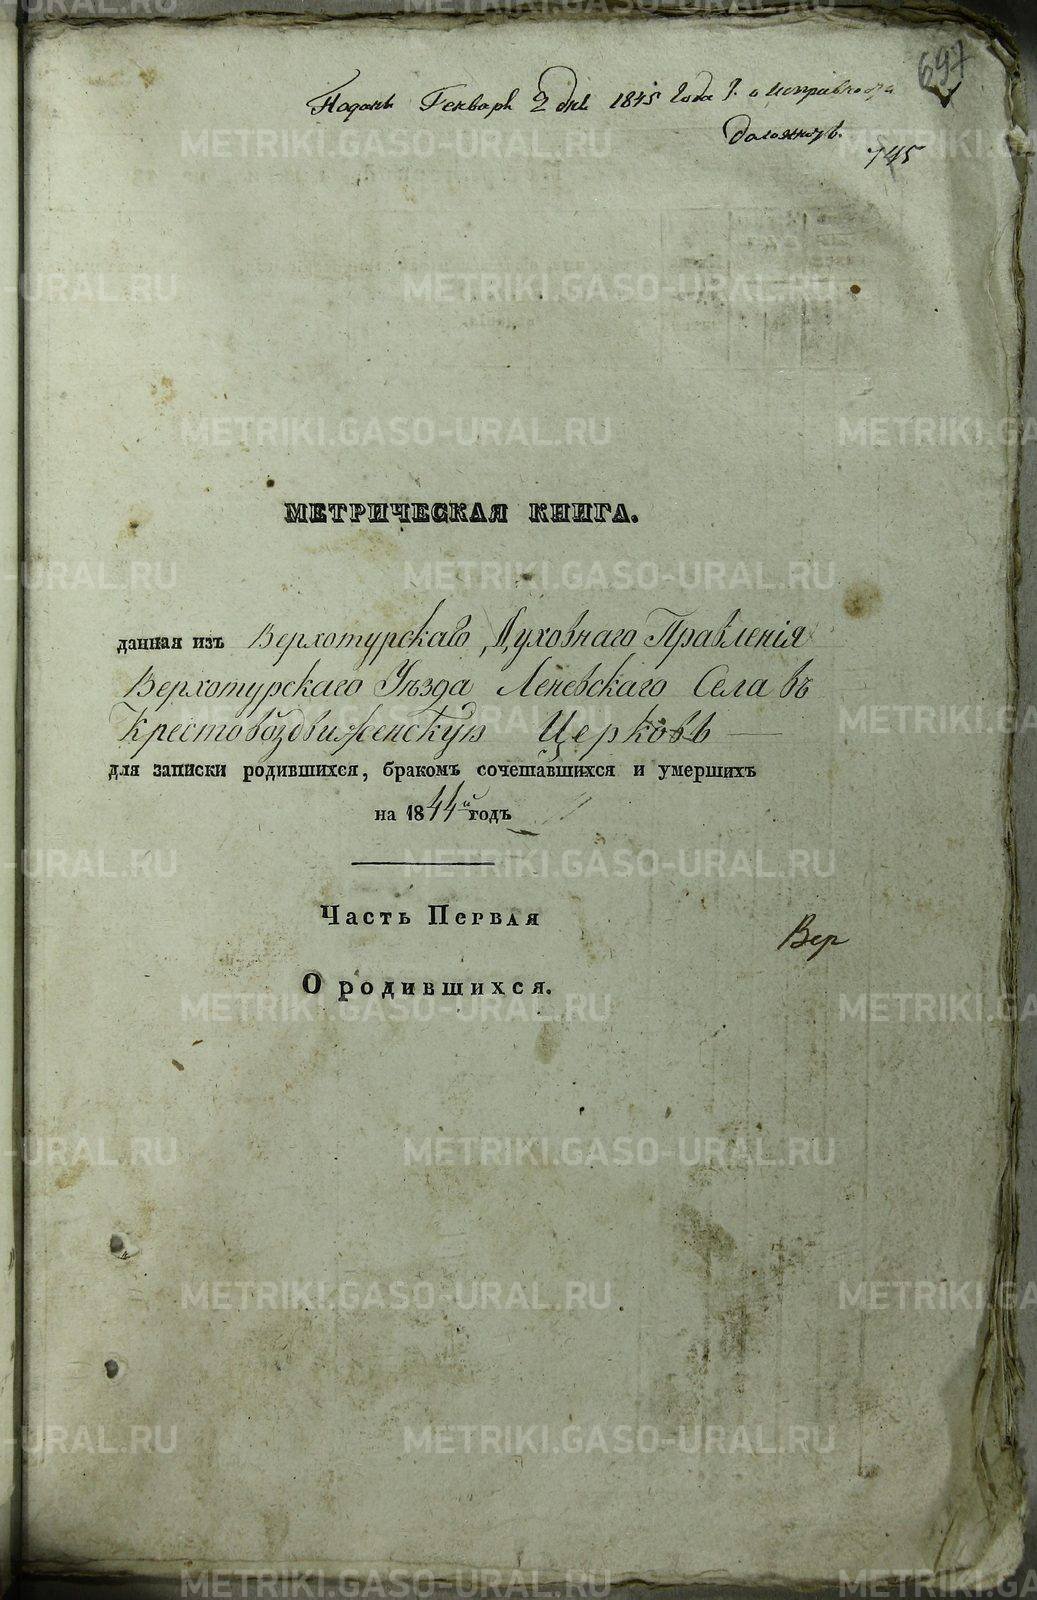 697
Поданъ Генваря 2 дня 1845 года
745
МЕТРИЧЕСКАЯ КНИГА.
данная изъ Верхотурскаго Духовнаго Правленія
Верхотурскаго Уѣзда Леневскаго Села въ
Крестовоздвиженскую Церковь
для записки родившихся, бракомъ сочетавшихся и умершихъ
на 1844й годъ
Часть Первая
Вер
О родившихся.
METRIKI.GASO-URAL.RU